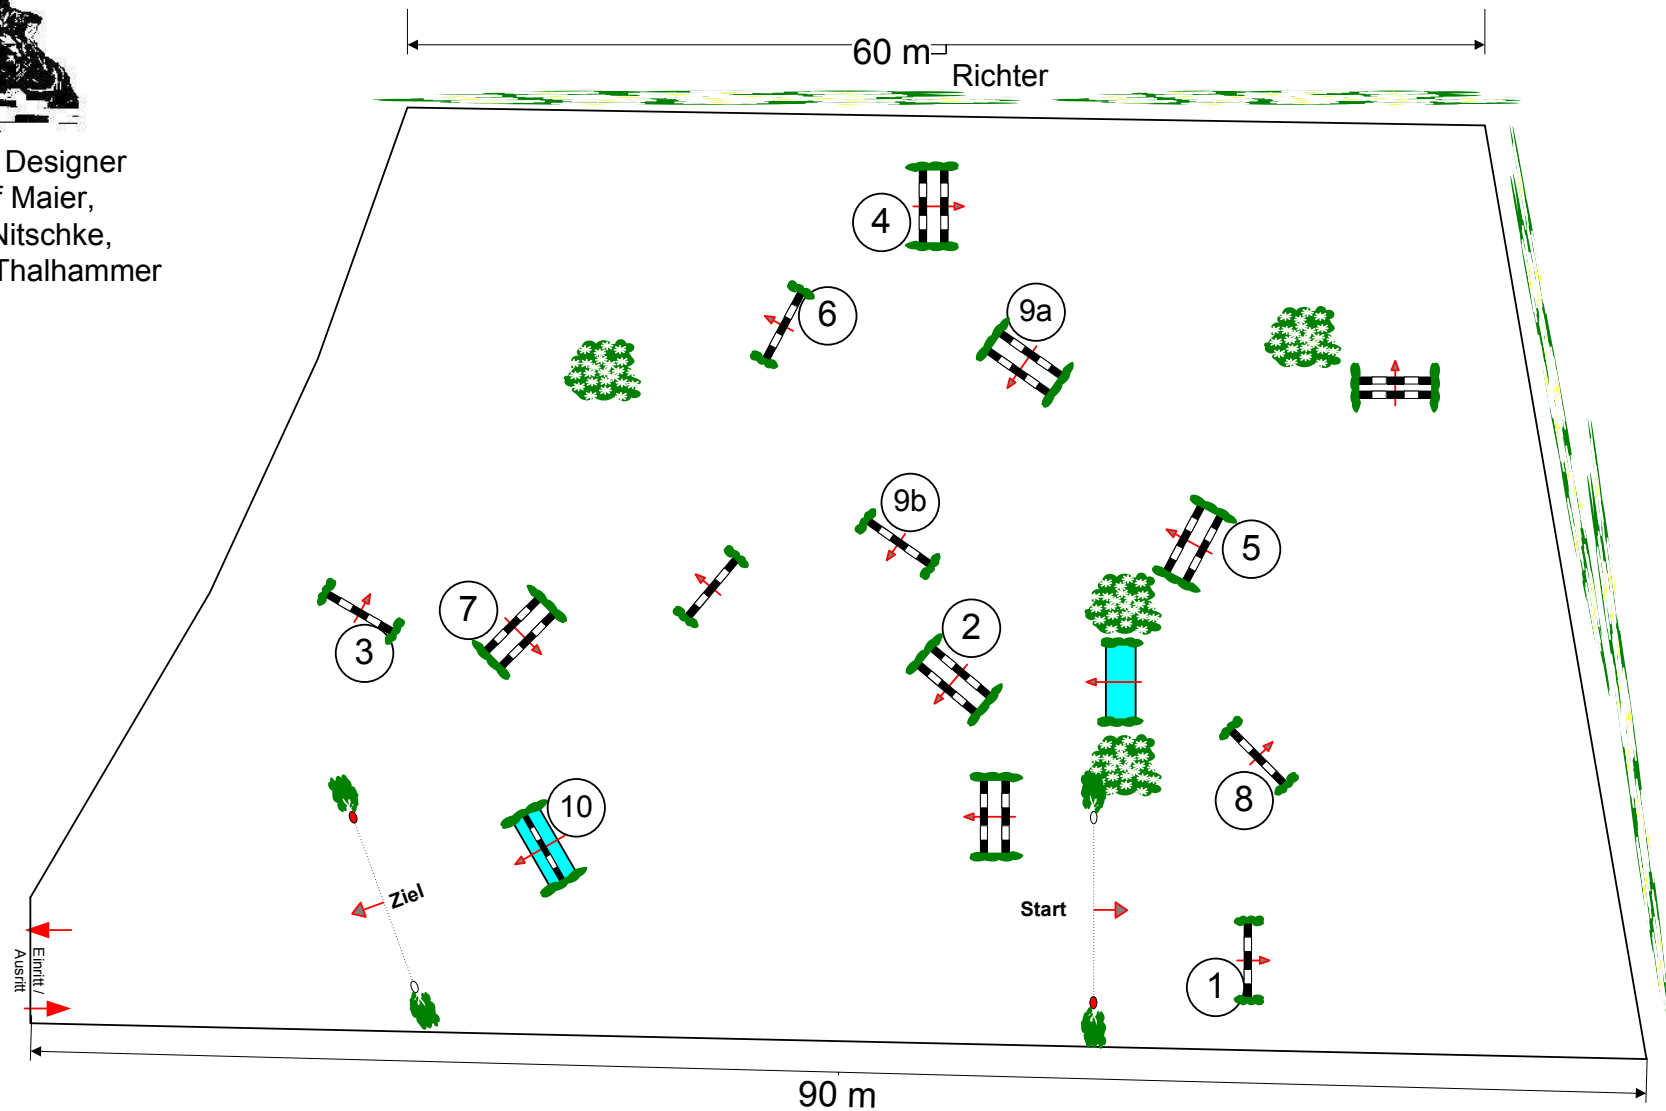 60 m
Richter
Designer
Maier,
Nitschke,
Thalhammer
4
6
9a
9b
5
7
2
3
8
10
Ziel
Start
1
Einritt /
Ausritt
90 m